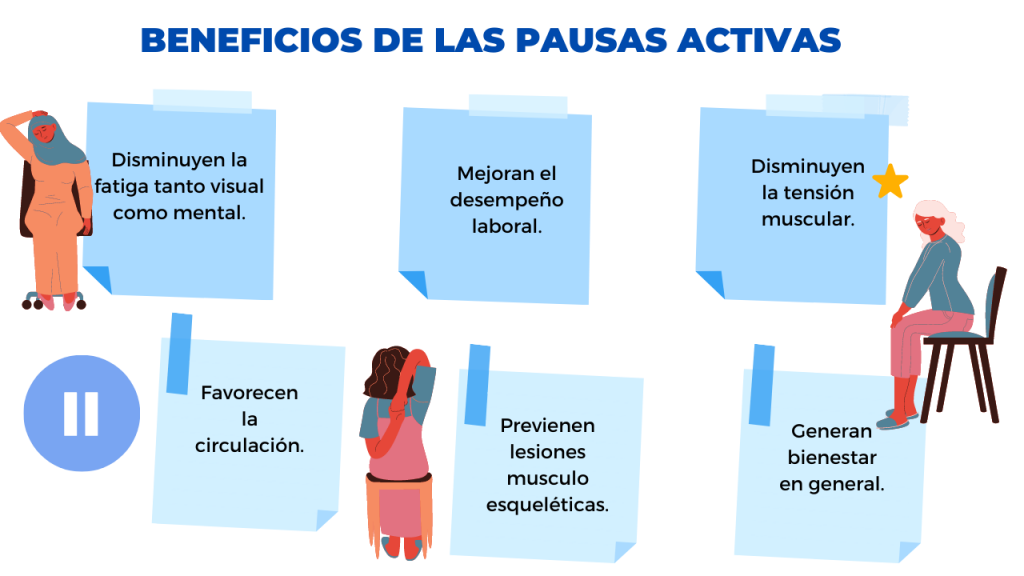 BENEFICIOS DE LAS PAUSAS ACTIVAS
Disminuyen la
fatiga tanto visual
como mental.
Mejoran el
desempeño
laboral.
Disminuyen
la tensión
muscular.
Favorecen
la
circulación.
Previenen
lesiones
musculo
esqueléticas.
Generan
bienestar
en general.